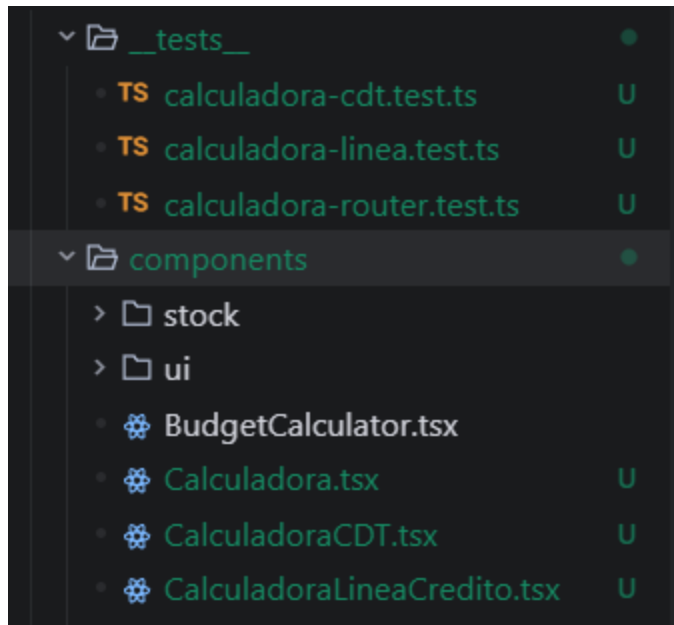 __tests__
TS calculadora-cdt.test.ts U
TS calculadora-linea.test.ts U
TS calculadora-router.test.ts U
components
stock
ui
BudgetCalculator.tsx
Calculadora.tsx U
CalculadoraCDT.tsx U
CalculadoraLineaCredito.tsx U